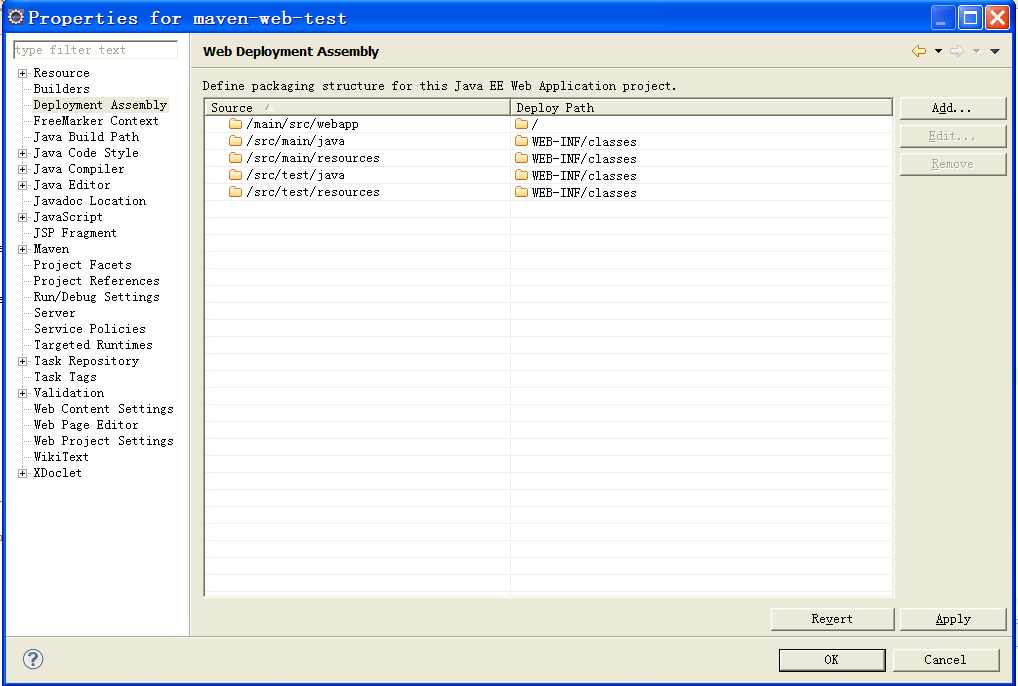 Properties for maven-web-test
type filter text
Resource
Builders
Deployment Assembly
FreeMarker Context
Java Build Path
Java Code Style
Java Compiler
Java Editor
Javadoc Location
JavaScript
JSP Fragment
Maven
Project Facets
Project References
Run/Debug Settings
Server
Service Policies
Targeted Runtimes
Task Repository
Task Tags
Validation
Web Content Settings
Web Page Editor
Web Project Settings
WikiText
XDoclet
Web Deployment Assembly
Define packaging structure for this Java EE Web Application project.
Source Deploy Path
/main/src/webapp /
/src/main/java WEB-INF/classes
/src/main/resources WEB-INF/classes
/src/test/java WEB-INF/classes
/src/test/resources WEB-INF/classes
Add...
Edit...
Remove
Revert Apply
? OK Cancel